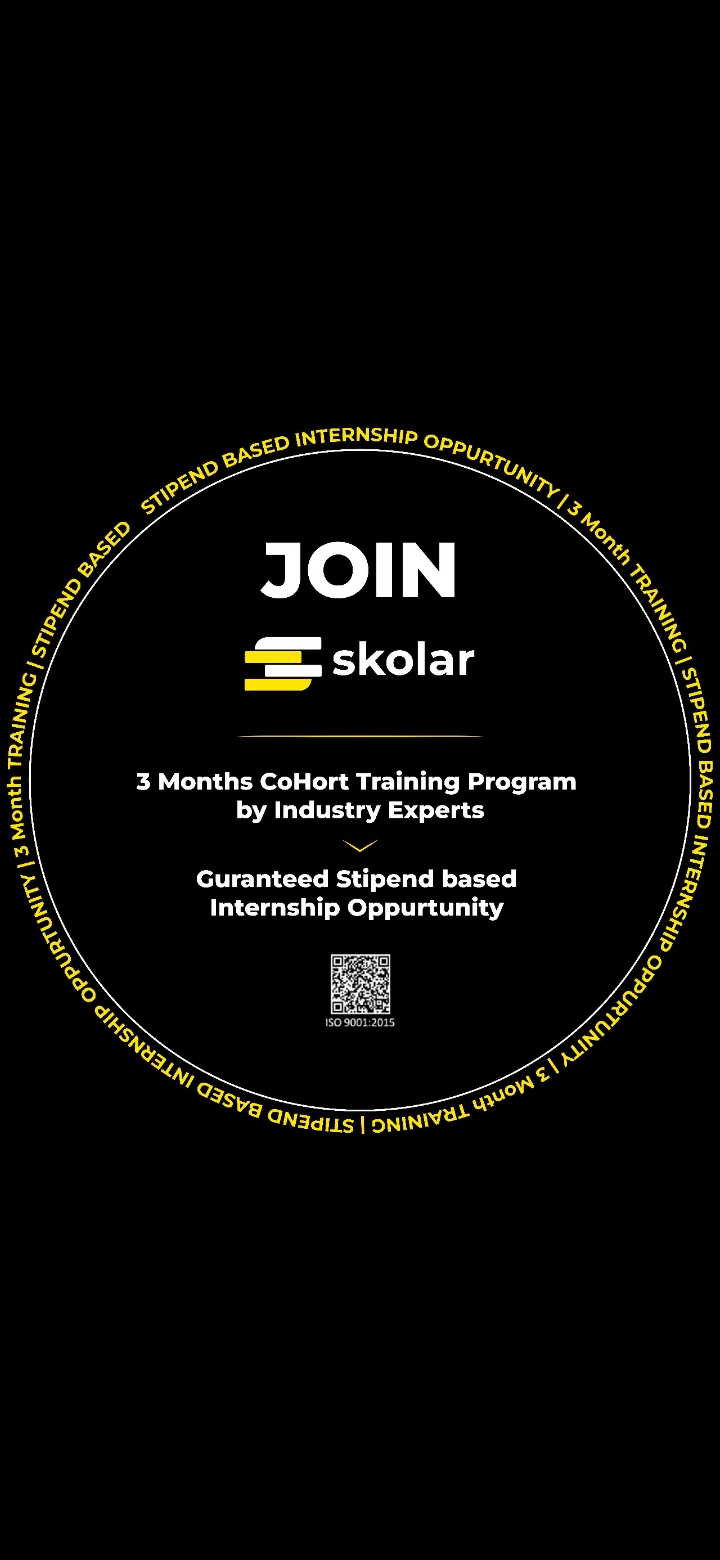 STIPEND BASED INTERNSHIP OPPURTUNITY | 3 Month TRAINING | STIPEND BASED INTERNSHIP OPPURTUNITY | 3 Month TRAINING | STIPEND BASED INTERNSHIP OPPURTUNITY | 3 Month TRAINING | STIPEND BASED
JOIN
skolar
3 Months CoHort Training Program
by Industry Experts
Guranteed Stipend based
Internship Oppurtunity
ISO 9001:2015